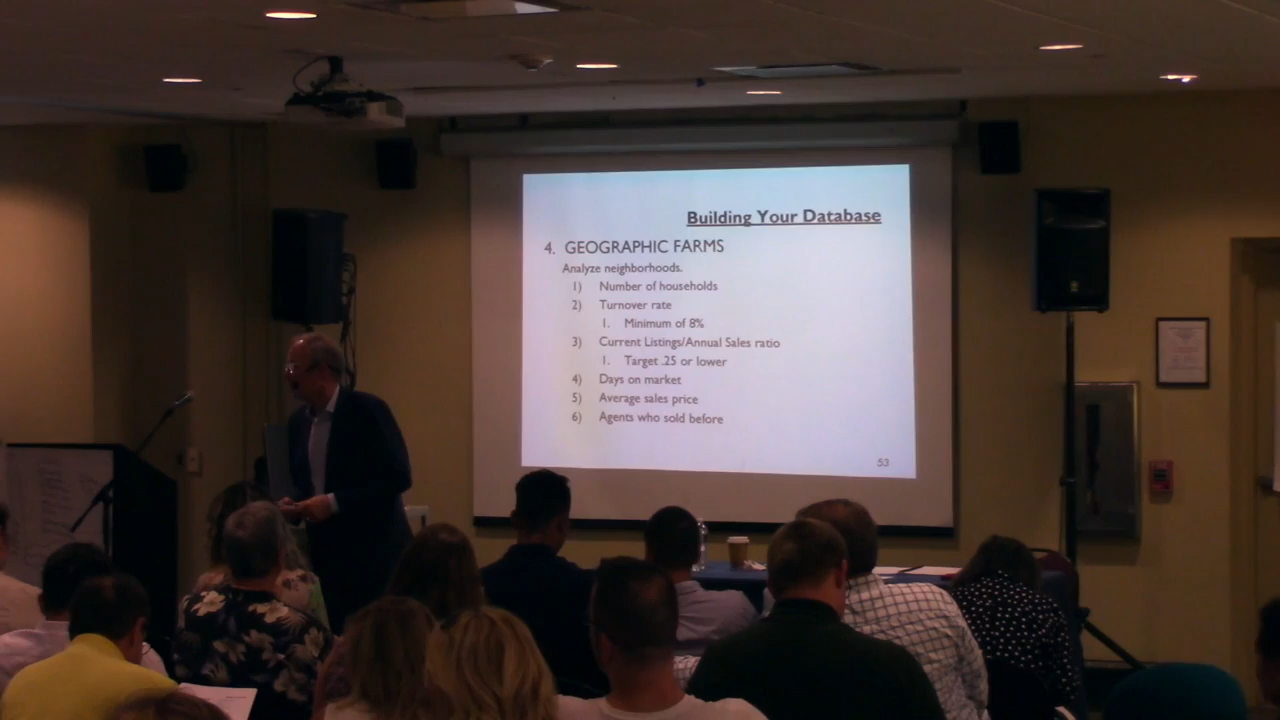 Building Your Database
4. GEOGRAPHIC FARMS
Analyze neighborhoods.
1) Number of households
2) Turnover rate
1. Minimum of 8%
3) Current Listings/Annual Sales ratio
1. Target .25 or lower
4) Days on market
5) Average sales price
6) Agents who sold before
53